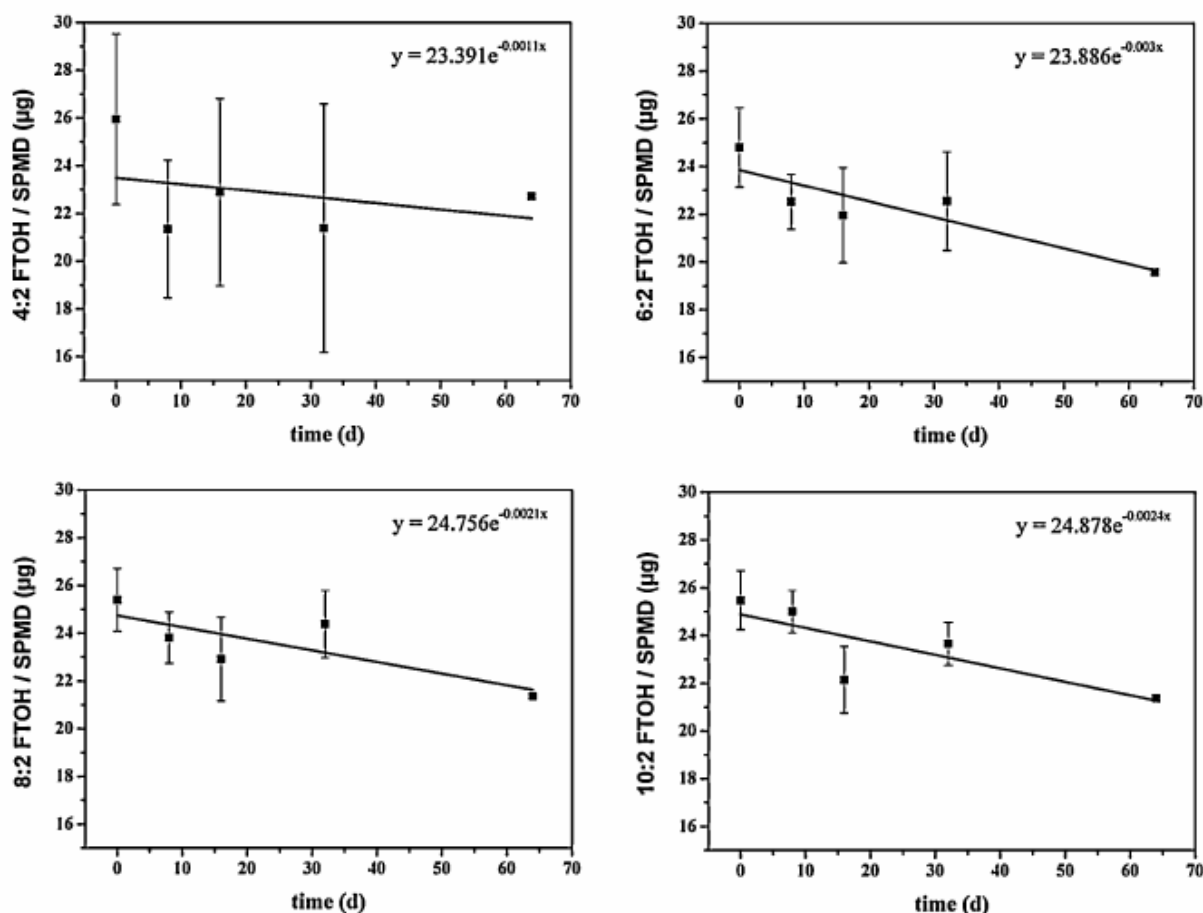 y = 23.391e^-0.0011x
4:2 FTOH / SPMD (µg)
30
28
26
24
22
20
18
16
0 10 20 30 40 50 60 70
time (d)
y = 23.886e^-0.003x
6:2 FTOH / SPMD (µg)
30
28
26
24
22
20
18
16
0 10 20 30 40 50 60 70
time (d)
y = 24.756e^-0.0021x
8:2 FTOH / SPMD (µg)
30
28
26
24
22
20
18
16
0 10 20 30 40 50 60 70
time (d)
y = 24.878e^-0.0024x
10:2 FTOH / SPMD (µg)
30
28
26
24
22
20
18
16
0 10 20 30 40 50 60 70
time (d)